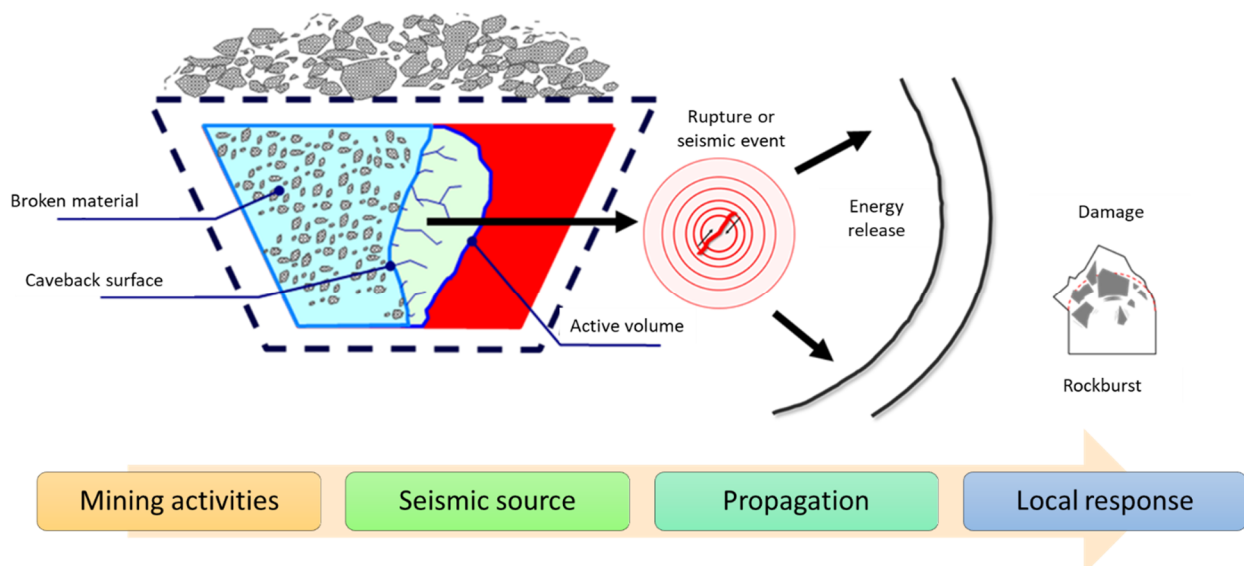 Rupture or
seismic event
Broken material
Energy
release
Damage
Caveback surface
Active volume
Rockburst
Mining activities
Seismic source
Propagation
Local response